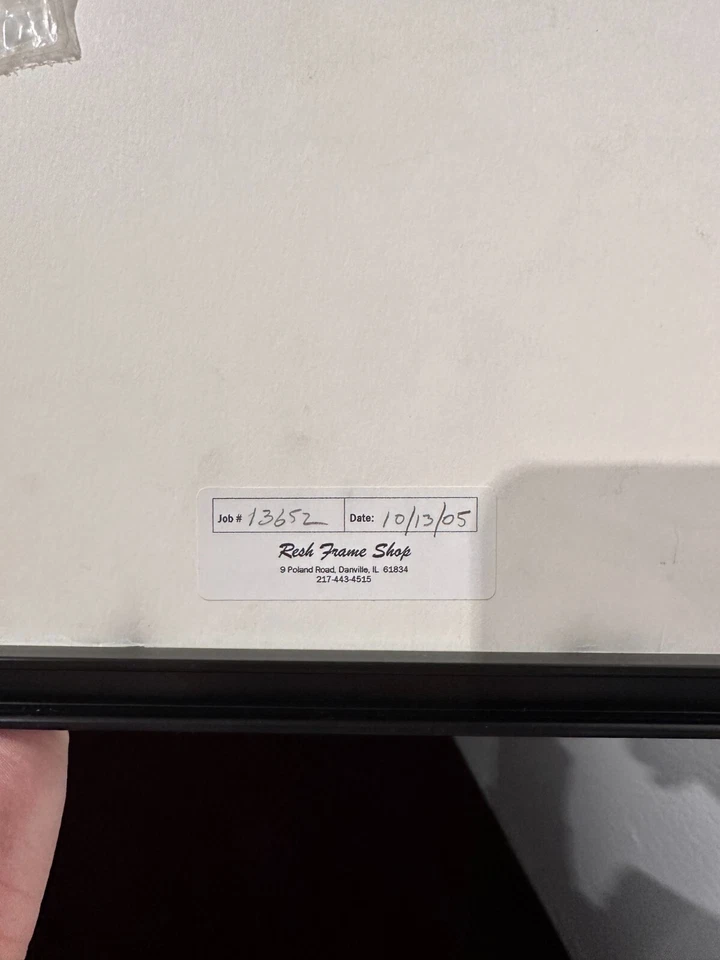 Job # 13652 Date: 10/13/05
Resh Frame Shop
9 Poland Road, Danville, IL 61834
217-443-4515